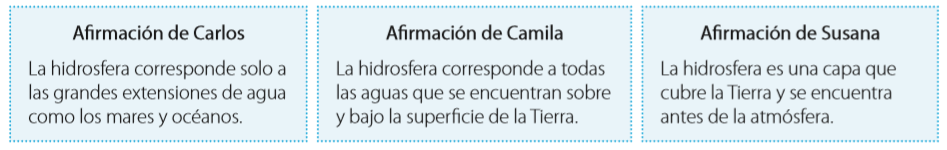 Afirmación de Carlos
La hidrosfera corresponde solo a
las grandes extensiones de agua
como los mares y océanos.
Afirmación de Camila
La hidrosfera corresponde a todas
las aguas que se encuentran sobre
y bajo la superficie de la Tierra.
Afirmación de Susana
La hidrosfera es una capa que
cubre la Tierra y se encuentra
antes de la atmósfera.